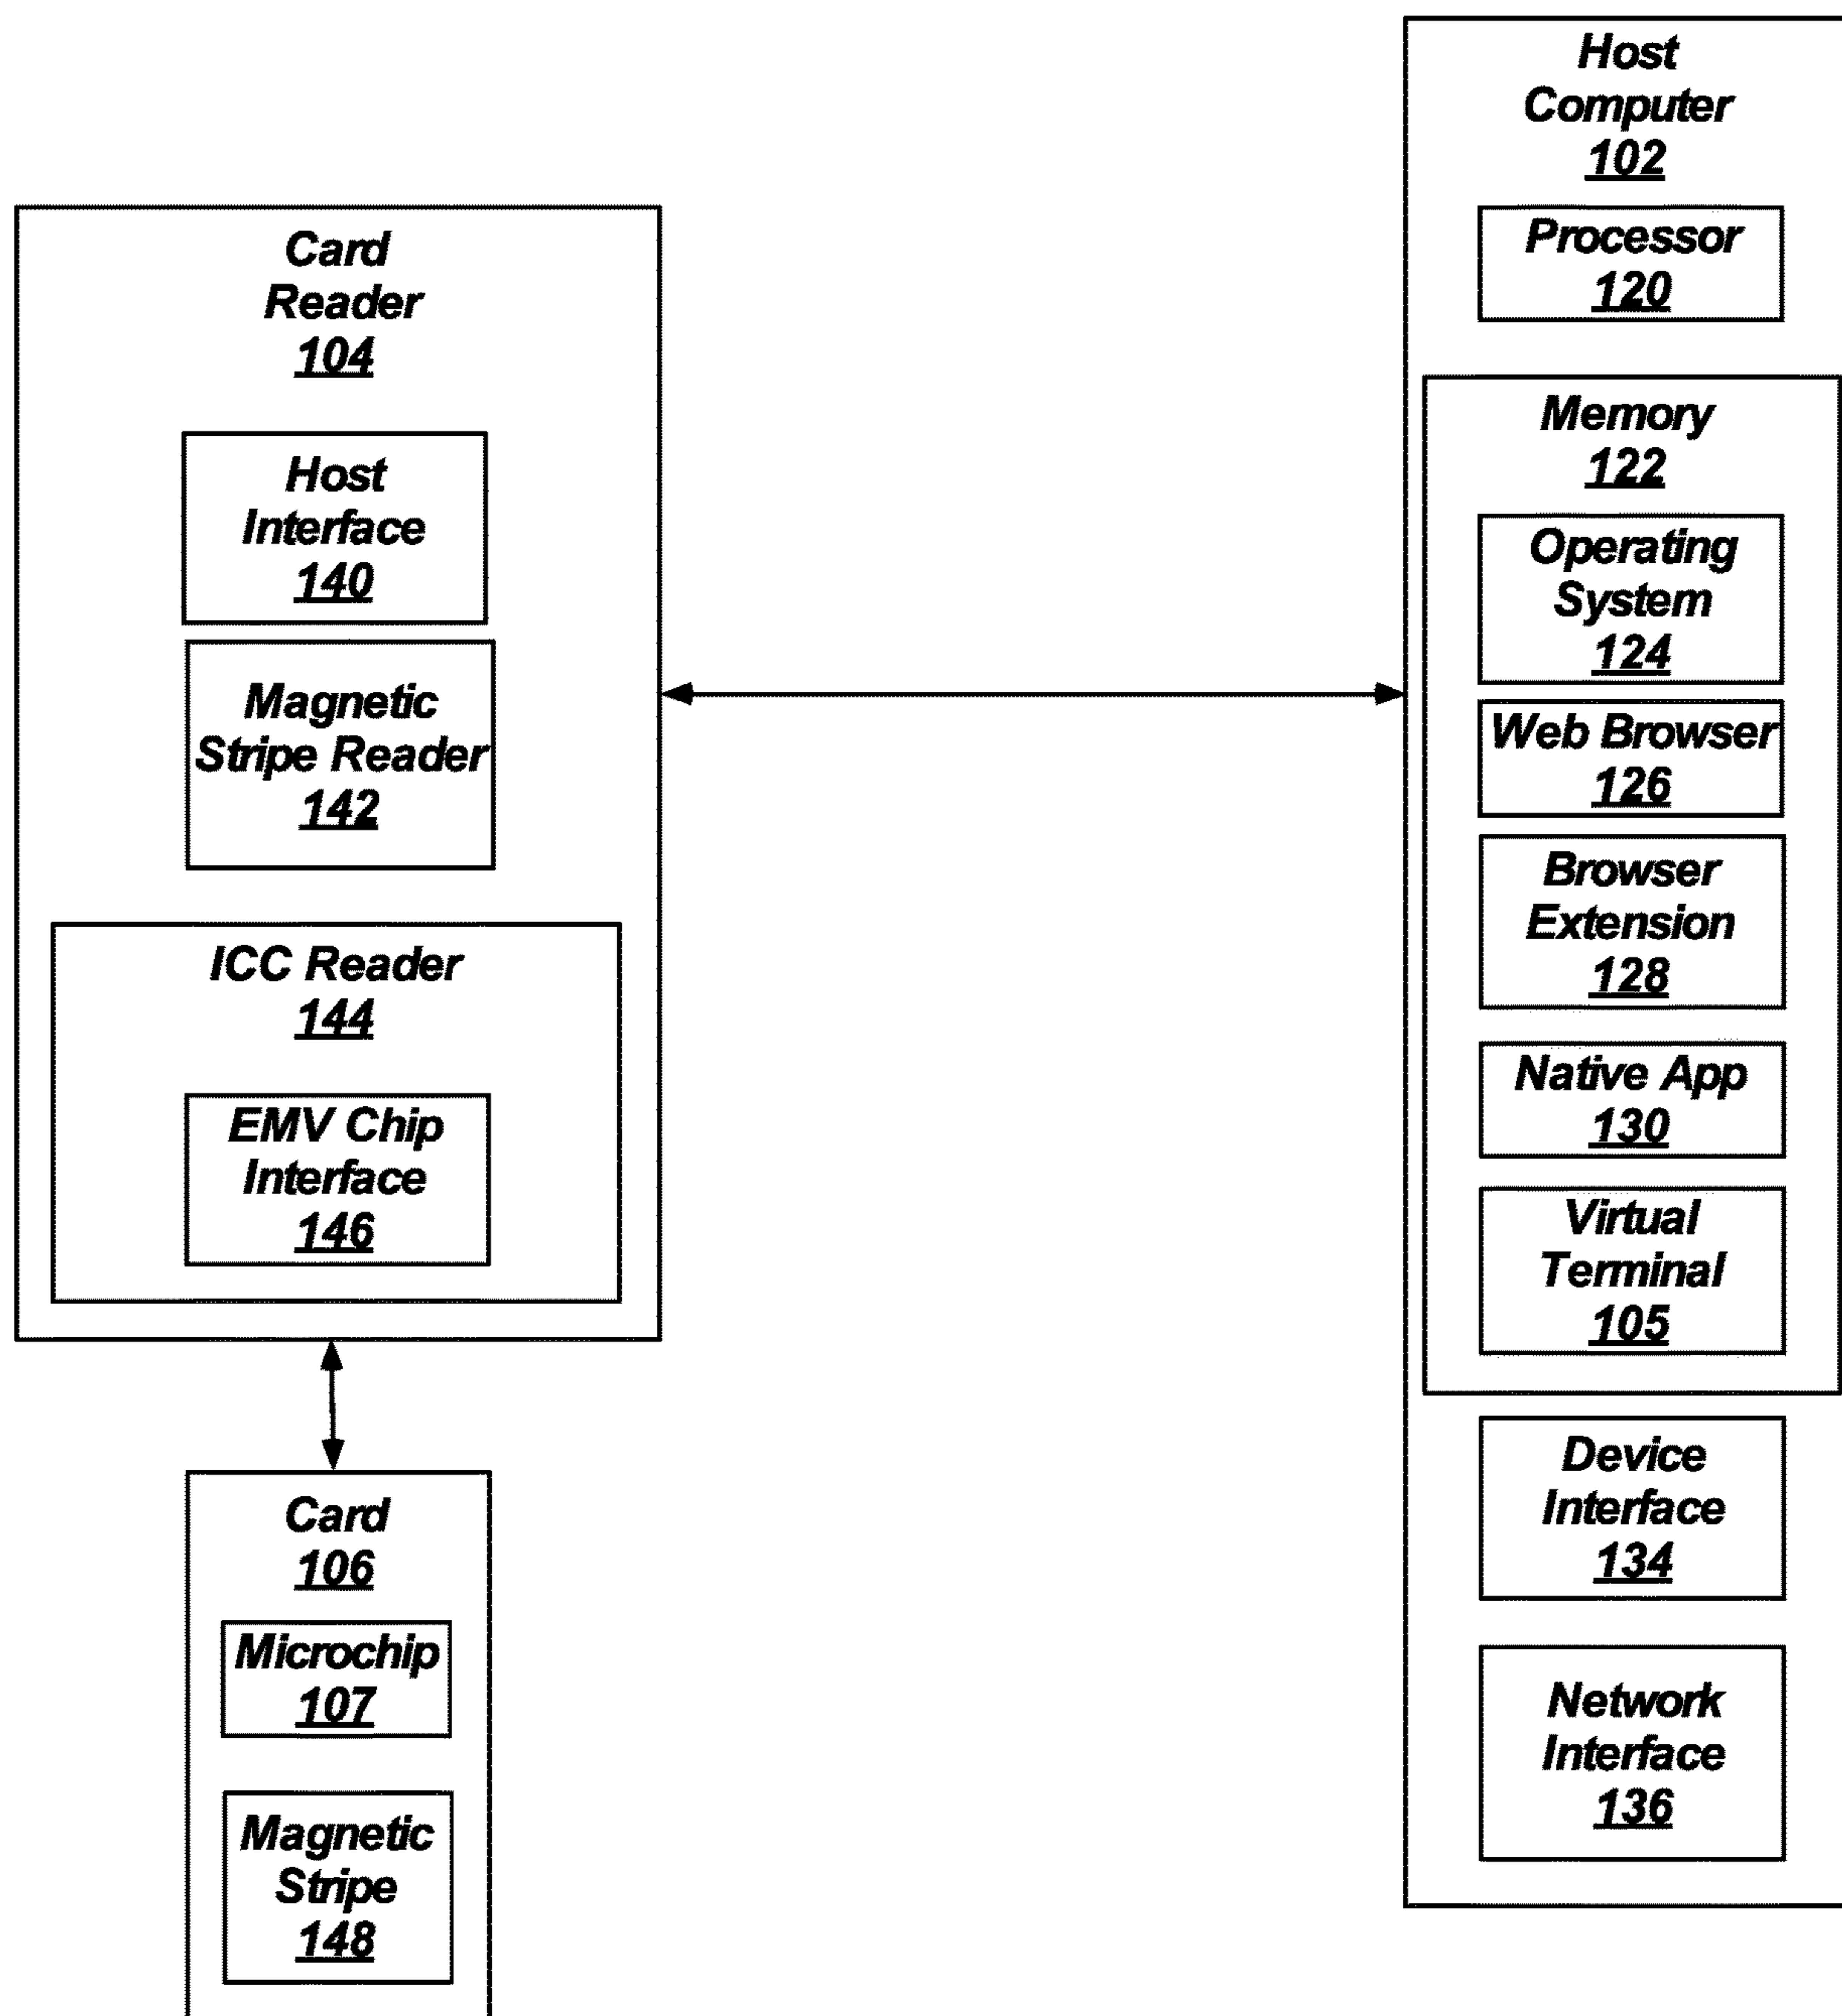 Card
Reader
104
Host
Interface
140
Magnetic
Stripe Reader
142
ICC Reader
144
EMV Chip
Interface
146
Card
106
Microchip
107
Magnetic
Stripe
148
Host
Computer
102
Processor
120
Memory
122
Operating
System
124
Web Browser
126
Browser
Extension
128
Native App
130
Virtual
Terminal
105
Device
Interface
134
Network
Interface
136